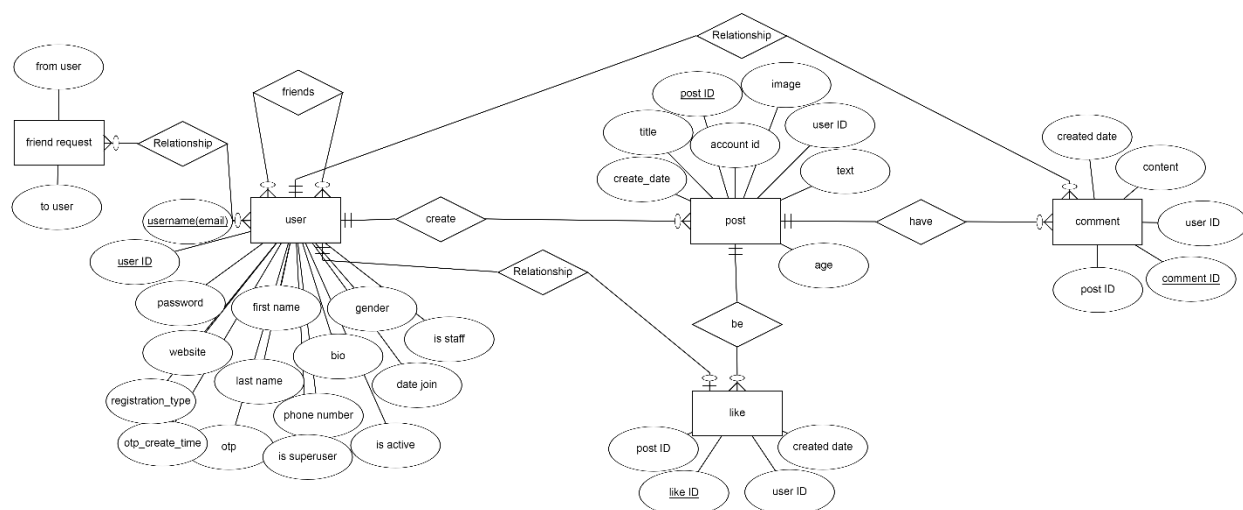 Relationship
from user
friends
image
post ID
title
user ID
created date
friend request
Relationship
account id
content
create_date
text
to user
username(email)
user
create
post
have
comment
user ID
user ID
age
comment ID
Relationship
password
first name
gender
post ID
is staff
be
website
bio
last name
date join
registration_type
phone number
like
otp_create_time
otp
is superuser
is active
post ID
created date
like ID
user ID